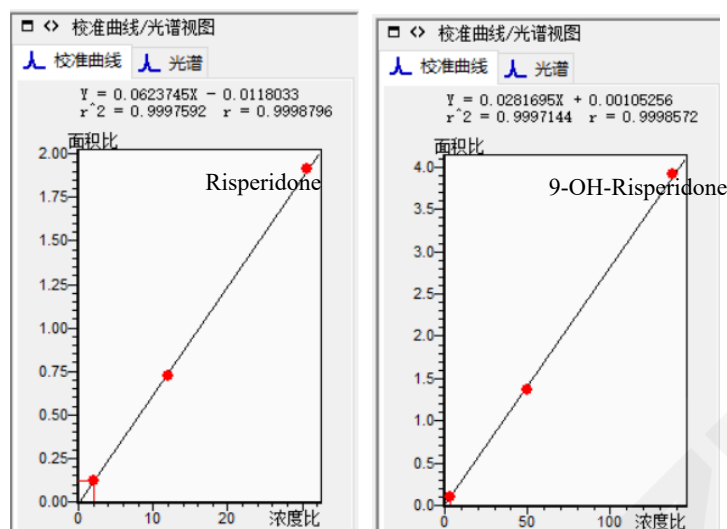 校准曲线/光谱视图
校准曲线 光谱
Y = 0.0623745X - 0.0118033
r^2 = 0.9997592 r = 0.9998796
面积比
2.00
Risperidone
1.75
1.50
1.25
1.00
0.75
0.50
0.25
0.00
0 10 20 浓度比
校准曲线/光谱视图
校准曲线 光谱
Y = 0.0281695X + 0.00105256
r^2 = 0.9997144 r = 0.9998572
面积比
4.0
9-OH-Risperidone
3.5
3.0
2.5
2.0
1.5
1.0
0.5
0.0
0 50 100 浓度比